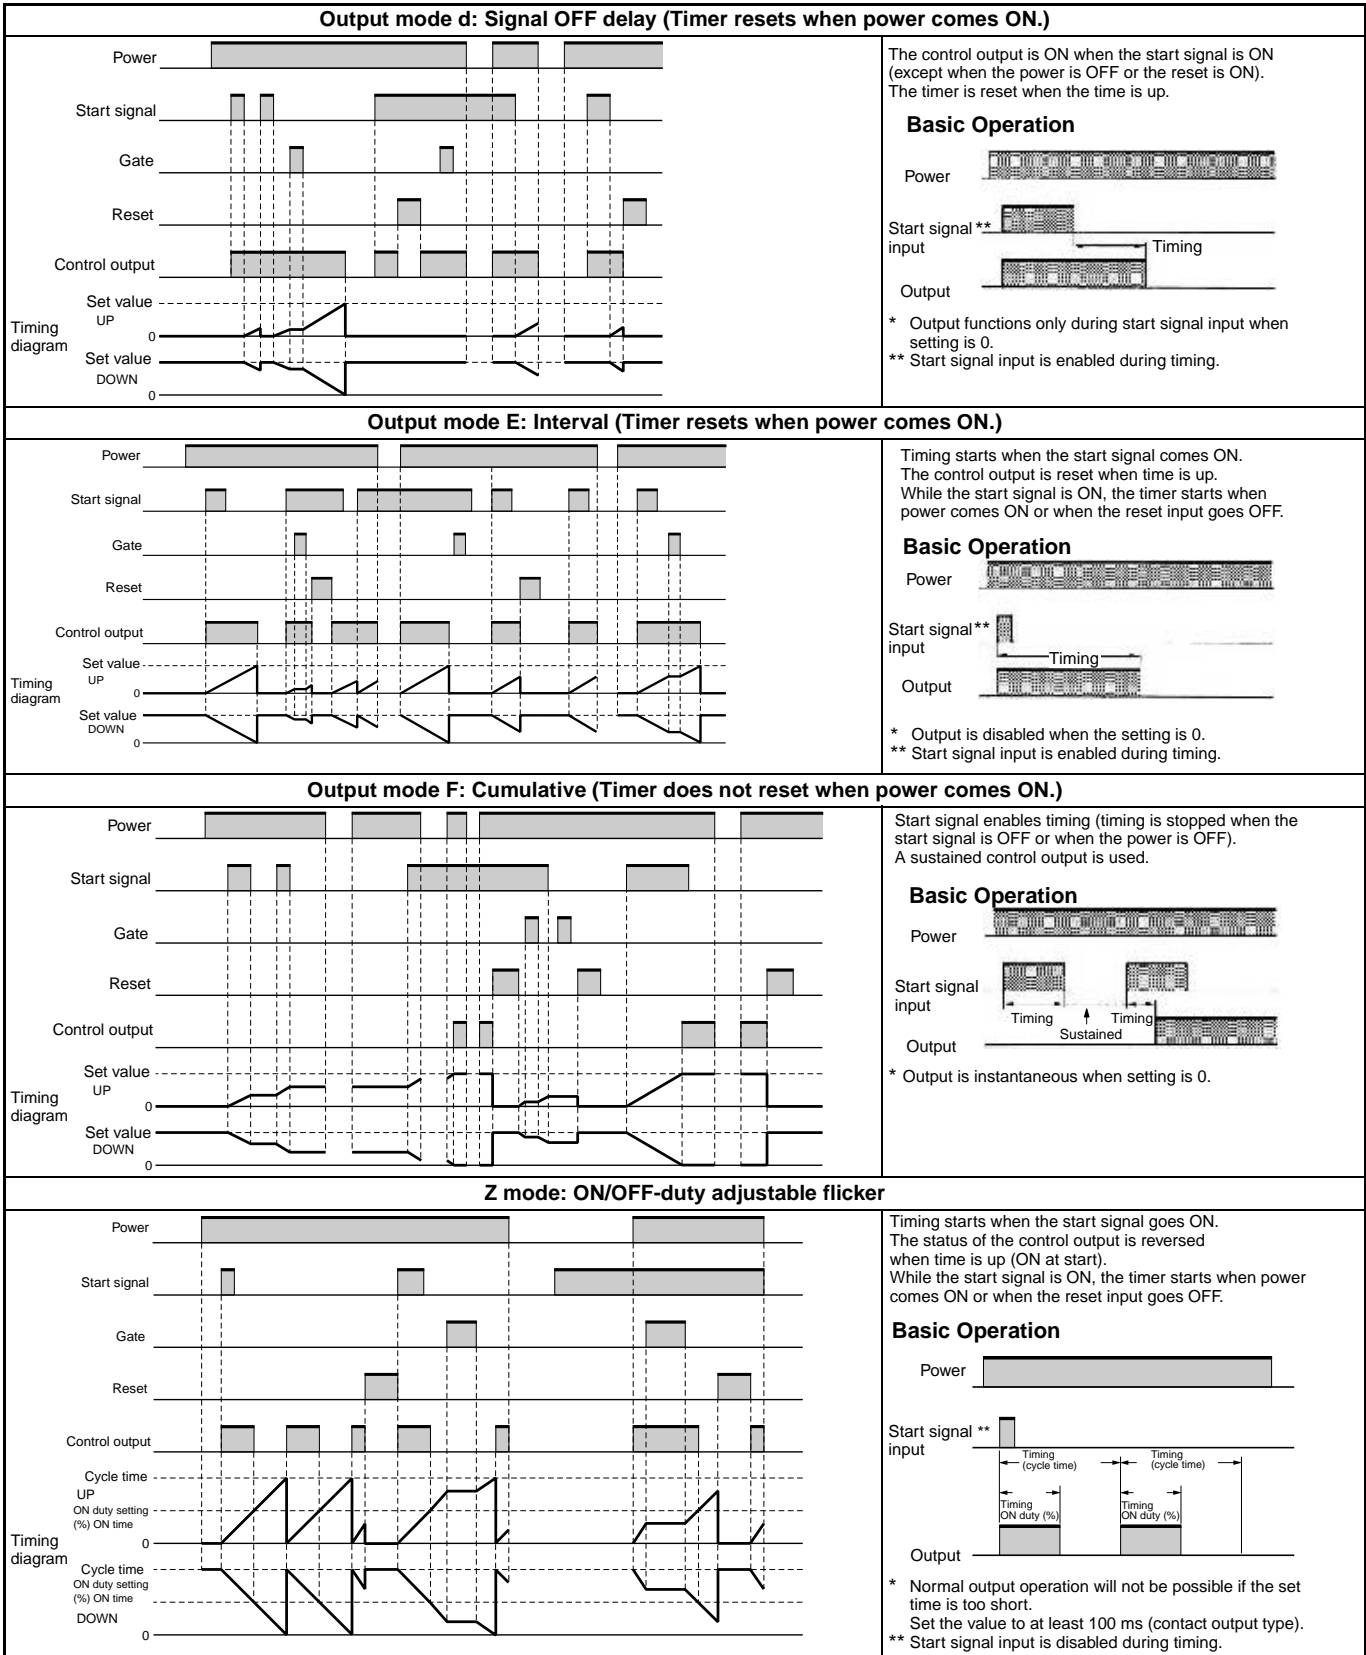 Output mode d: Signal OFF delay (Timer resets when power comes ON.)
Power
Start signal
Gate
Reset
Control output
Set value
UP
0
Timing
diagram
Set value
DOWN
0
The control output is ON when the start signal is ON
(except when the power is OFF or the reset is ON).
The timer is reset when the time is up.
Basic Operation
Power
Start signal **
input
Timing
Output
* Output functions only during start signal input when
setting is 0.
** Start signal input is enabled during timing.
Output mode E: Interval (Timer resets when power comes ON.)
Power
Start signal
Gate
Reset
Control output
Set value
UP
0
Timing
diagram
Set value
DOWN
0
Timing starts when the start signal comes ON.
The control output is reset when time is up.
While the start signal is ON, the timer starts when
power comes ON or when the reset input goes OFF.
Basic Operation
Power
Start signal**
input
Timing
Output
* Output is disabled when the setting is 0.
** Start signal input is enabled during timing.
Output mode F: Cumulative (Timer does not reset when power comes ON.)
Power
Start signal
Gate
Reset
Control output
Set value
UP
0
Timing
diagram
Set value
DOWN
0
Start signal enables timing (timing is stopped when the
start signal is OFF or when the power is OFF).
A sustained control output is used.
Basic Operation
Power
Start signal
input
Timing Timing
Sustained
Output
* Output is instantaneous when setting is 0.
Z mode: ON/OFF-duty adjustable flicker
Power
Start signal
Gate
Reset
Control output
Cycle time
UP
ON duty setting
(%) ON time
0
Timing
diagram
Cycle time
ON duty setting
(%) ON time
DOWN
0
Timing starts when the start signal goes ON.
The status of the control output is reversed
when time is up (ON at start).
While the start signal is ON, the timer starts when power
comes ON or when the reset input goes OFF.
Basic Operation
Power
Start signal **
input
Timing Timing
(cycle time) (cycle time)
Timing Timing
ON duty (%) ON duty (%)
Output
* Normal output operation will not be possible if the set
time is too short.
Set the value to at least 100 ms (contact output type).
** Start signal input is disabled during timing.